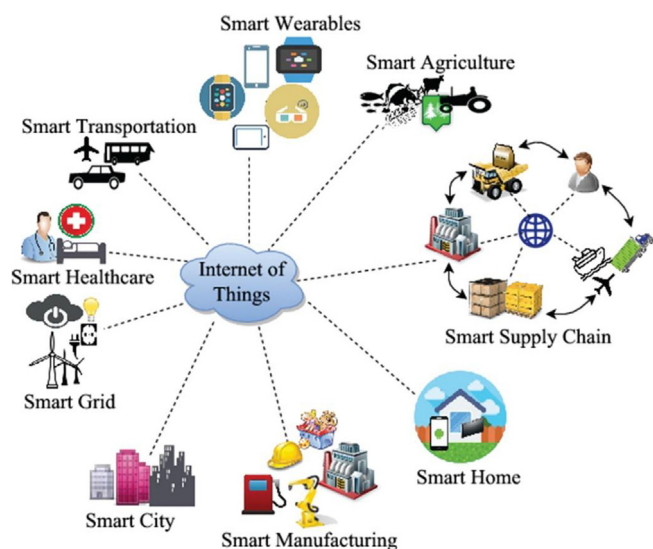 Smart Wearables
Smart Agriculture
Smart Transportation
Smart Healthcare
Internet of
Things
Smart Supply Chain
Smart Grid
Smart Home
Smart City
Smart Manufacturing